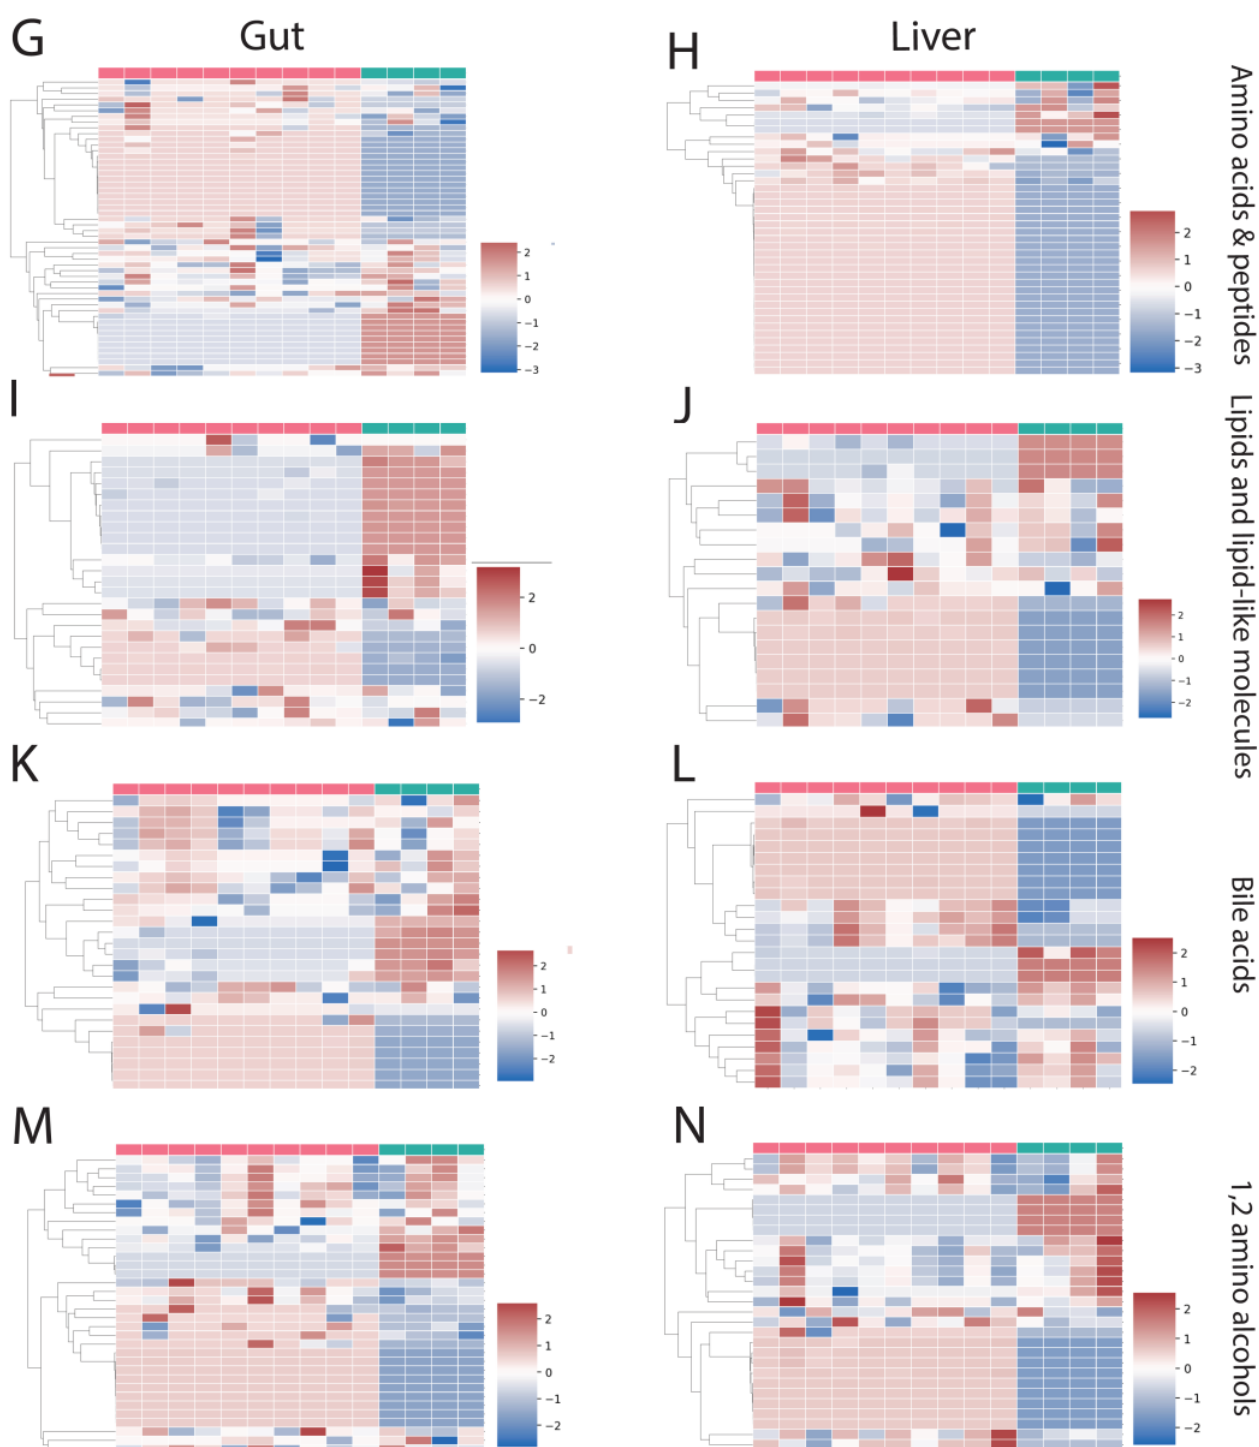 G
Gut
H
Liver
Amino acids & peptides
2
1
0
−1
−2
−3
2
1
0
−1
−2
−3
I
J
Lipids and lipid-like molecules
2
0
−2
2
1
0
−1
−2
K
L
Bile acids
2
1
0
−1
−2
2
1
0
−1
−2
M
N
1,2 amino alcohols
2
1
0
−1
−2
2
1
0
−1
−2